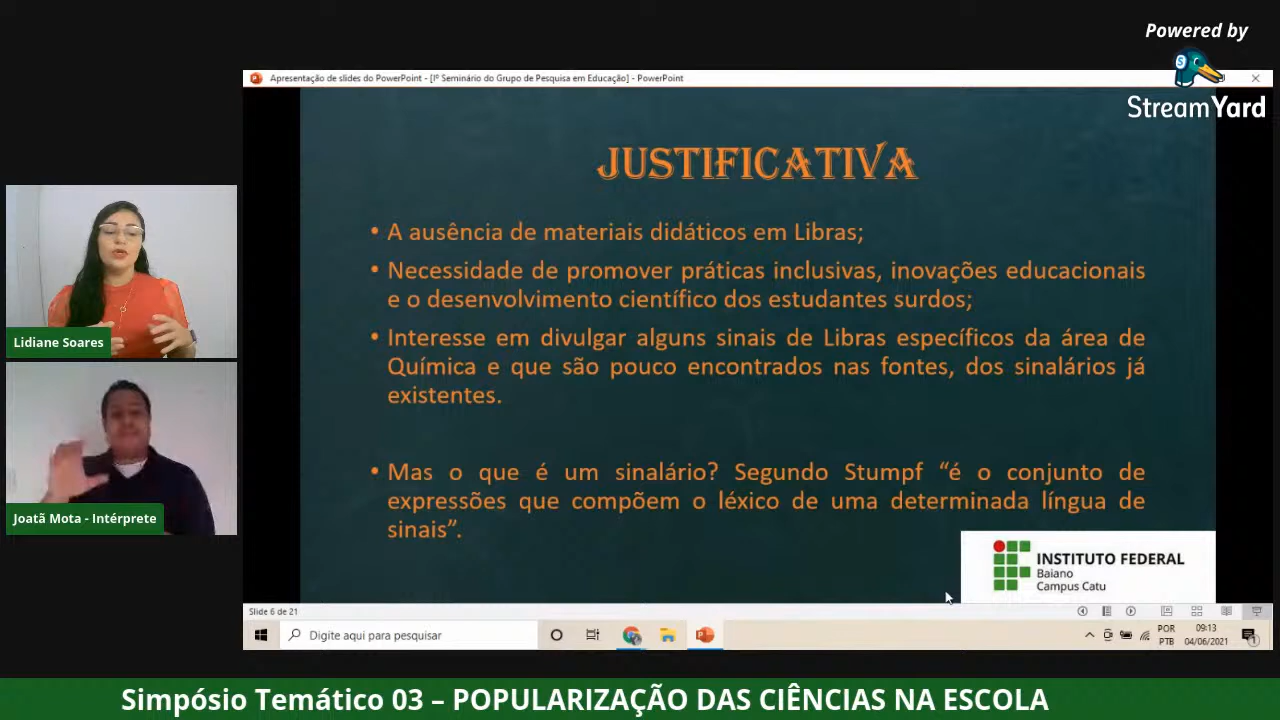 Powered by
StreamYard
Apresentação de slides do PowerPoint - [Iº Seminário do Grupo de Pesquisa em Educação] - PowerPoint
JUSTIFICATIVA
• A ausência de materiais didáticos em Libras;
• Necessidade de promover práticas inclusivas, inovações educacionais
e o desenvolvimento científico dos estudantes surdos;
• Interesse em divulgar alguns sinais de Libras específicos da área de
Química e que são pouco encontrados nas fontes, dos sinalários já
existentes.
• Mas o que é um sinalário? Segundo Stumpf “é o conjunto de
expressões que compõem o léxico de uma determinada língua de
sinais”.
INSTITUTO FEDERAL
Baiano
Campus Catu
Lidiane Soares
Joatã Mota - Intérprete
Slide 6 de 21
Digite aqui para pesquisar
POR
PTB
09:13
04/06/2021
Simpósio Temático 03 – POPULARIZAÇÃO DAS CIÊNCIAS NA ESCOLA